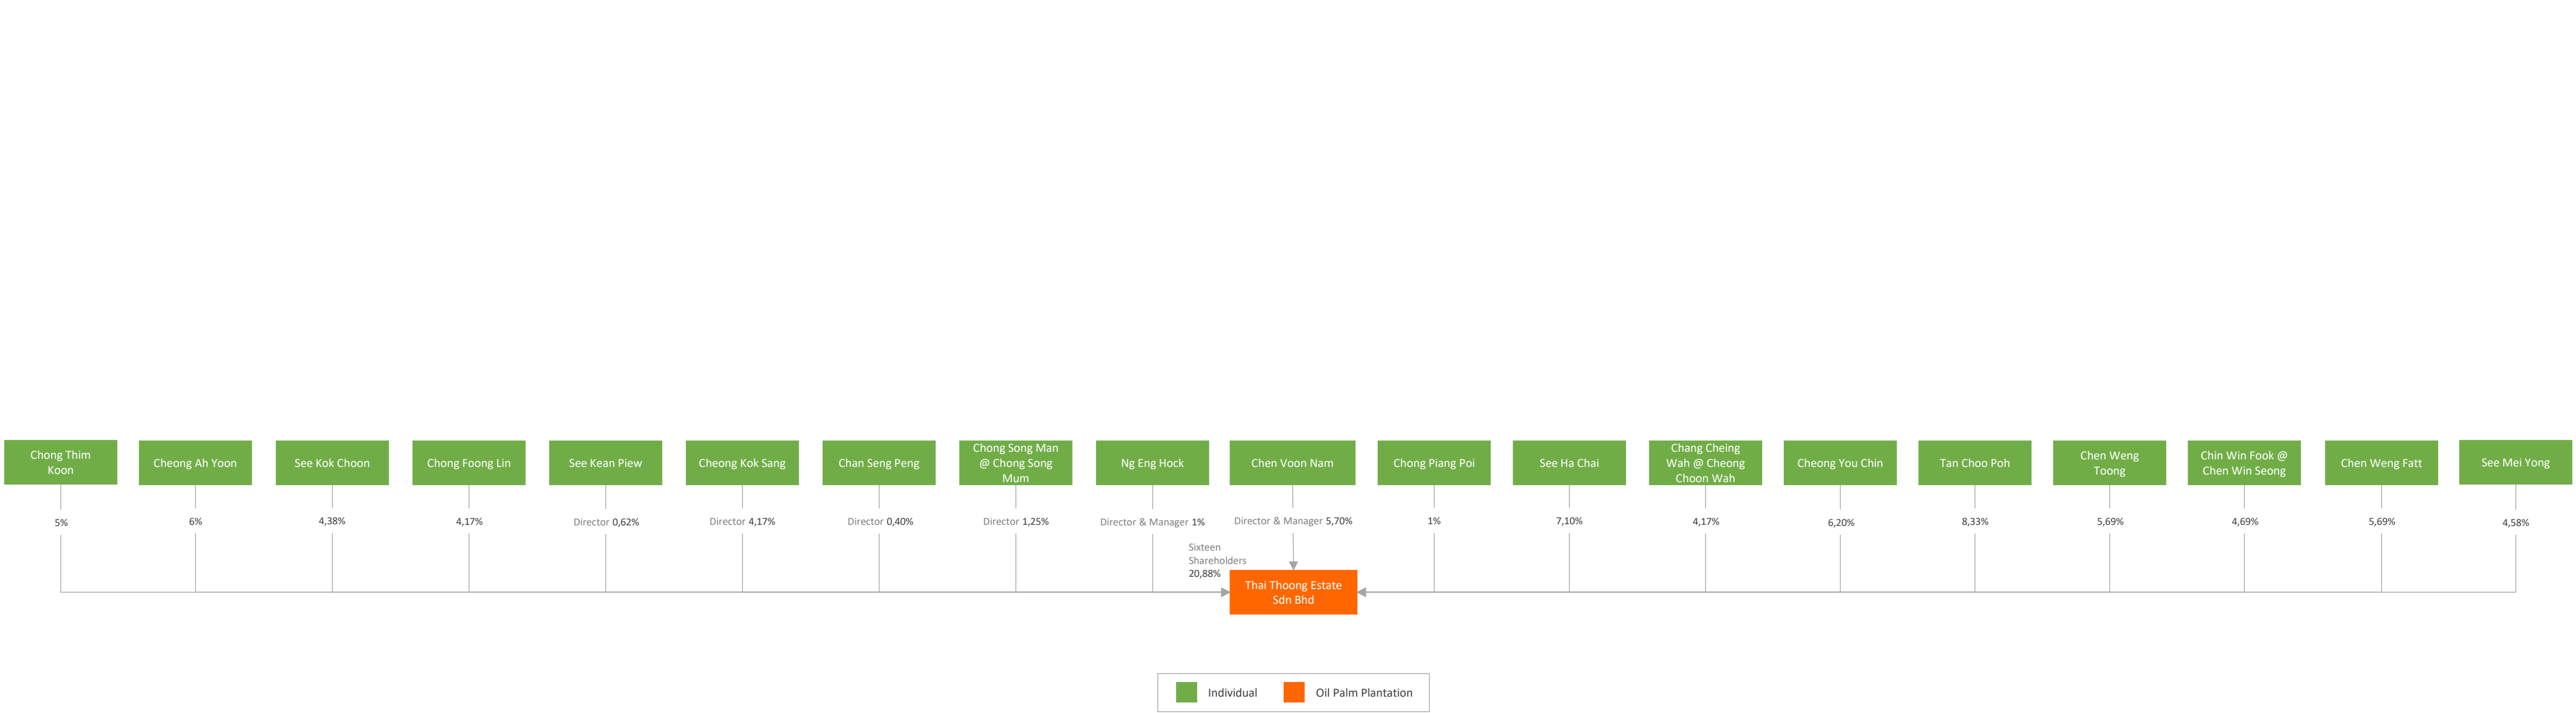 Chong Thim
Koon
Cheong Ah Yoon
See Kok Choon
Chong Foong Lin
See Kean Piew
Cheong Kok Sang
Chan Seng Peng
Chong Song Man
@ Chong Song
Mum
Ng Eng Hock
Chen Voon Nam
Chong Piang Poi
See Ha Chai
Chang Cheing
Wah @ Cheong
Choon Wah
Cheong You Chin
Tan Choo Poh
Chen Weng
Toong
Chin Win Fook @
Chen Win Seong
Chen Weng Fatt
See Mei Yong
5%
6%
4,38%
4,17%
Director 0,62%
Director 4,17%
Director 0,40%
Director 1,25%
Director & Manager 1%
Director & Manager 5,70%
1%
7,10%
4,17%
6,20%
8,33%
5,69%
4,69%
5,69%
4,58%
Sixteen
Shareholders
20,88%
Thai Thoong Estate
Sdn Bhd
Individual
Oil Palm Plantation